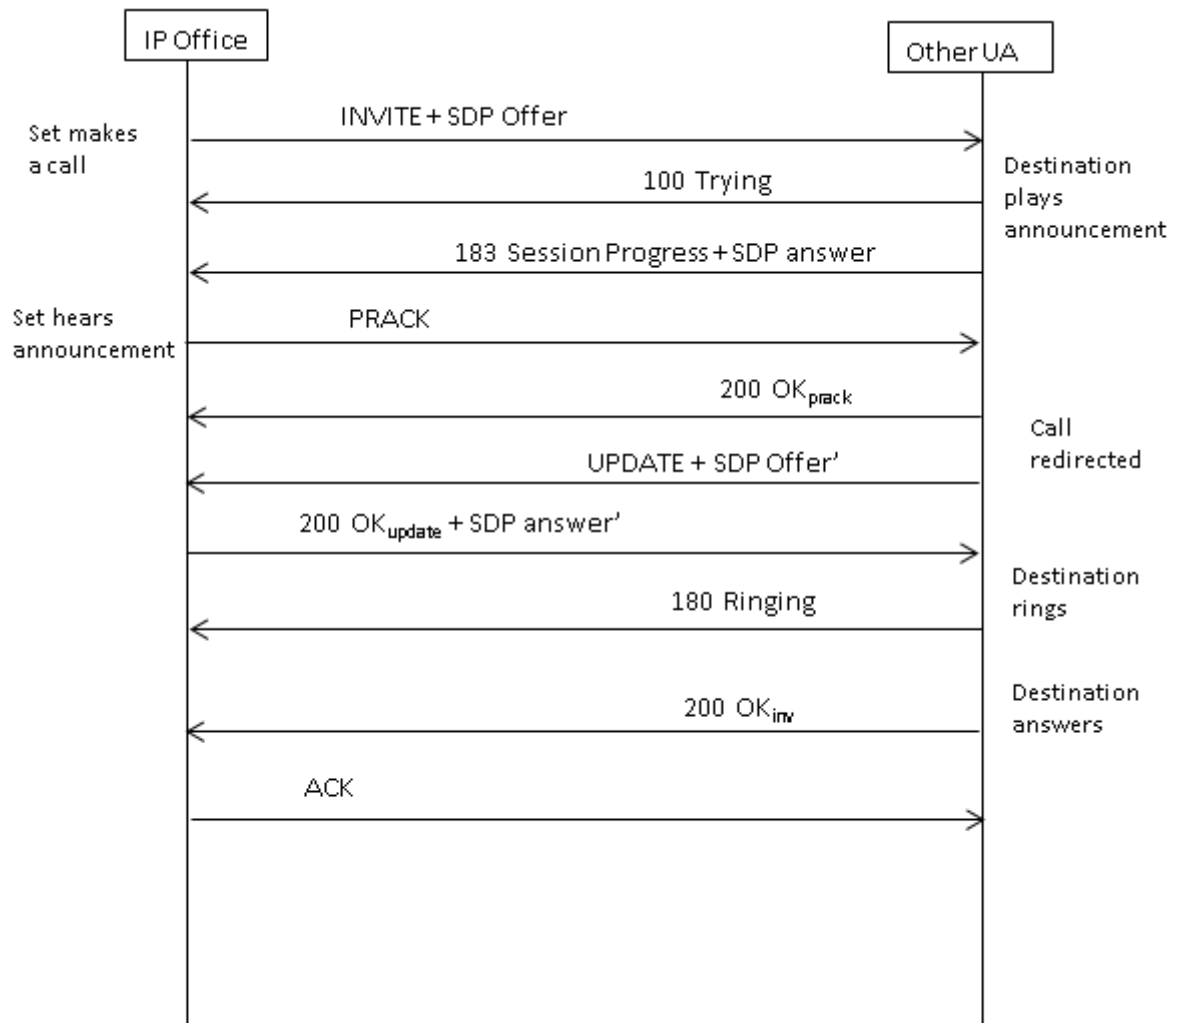 IP Office
Other UA
INVITE + SDP Offer
Set makes
a call
100 Trying
Destination
plays
announcement
183 Session Progress + SDP answer
Set hears
announcement
PRACK
200 OKprack
Call
redirected
UPDATE + SDP Offer’
200 OKupdate + SDP answer’
Destination
rings
180 Ringing
Destination
answers
200 OKinv
ACK